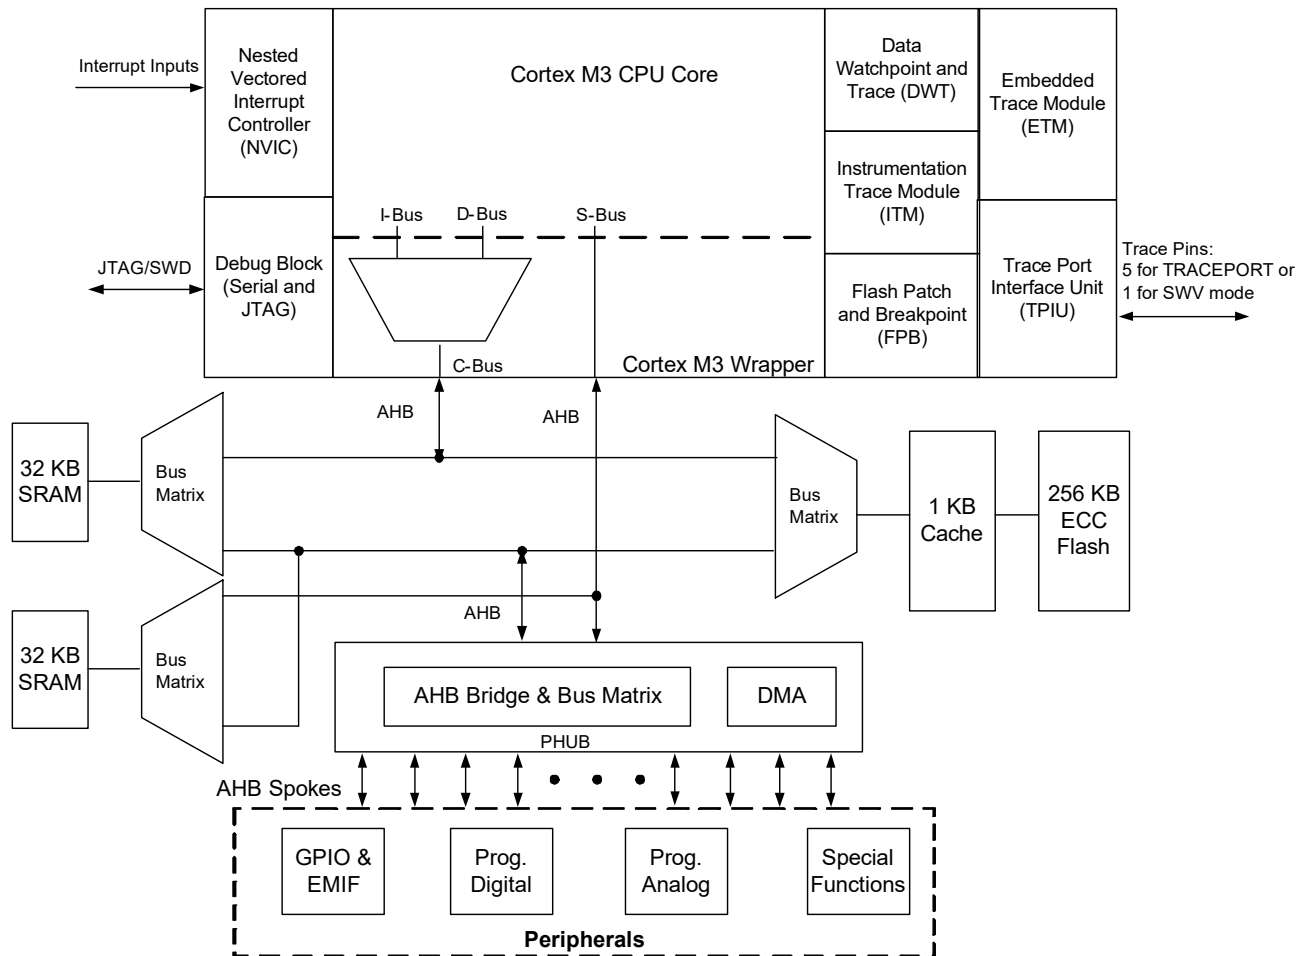 Interrupt Inputs
Nested
Vectored
Interrupt
Controller
(NVIC)
Cortex M3 CPU Core
Data
Watchpoint and
Trace (DWT)
Embedded
Trace Module
(ETM)
Instrumentation
Trace Module
(ITM)
I-Bus
D-Bus
S-Bus
JTAG/SWD
Debug Block
(Serial and
JTAG)
Flash Patch
and Breakpoint
(FPB)
Trace Port
Interface Unit
(TPIU)
Trace Pins:
5 for TRACEPORT or
1 for SWV mode
C-Bus
Cortex M3 Wrapper
AHB
AHB
32 KB
SRAM
Bus
Matrix
Bus
Matrix
1 KB
Cache
256 KB
ECC
Flash
AHB
32 KB
SRAM
Bus
Matrix
AHB Bridge & Bus Matrix
DMA
PHUB
AHB Spokes
GPIO &
EMIF
Prog.
Digital
Prog.
Analog
Special
Functions
Peripherals